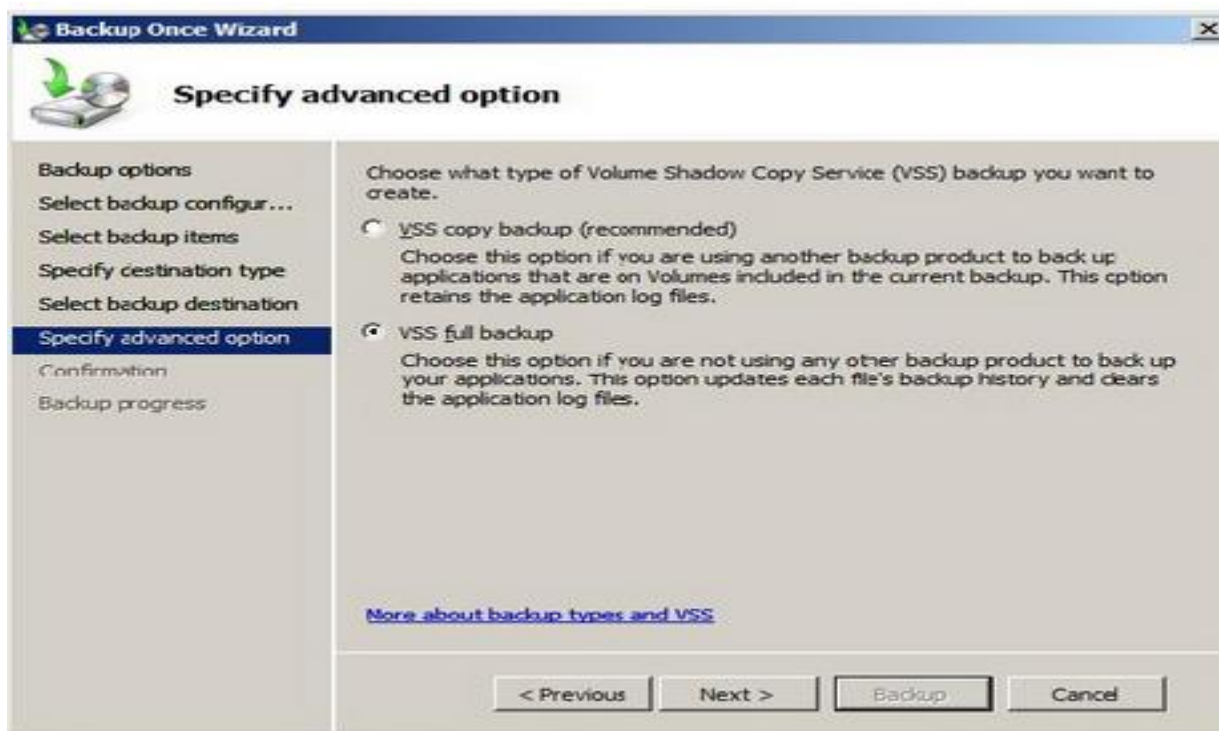 Backup Once Wizard
Specify advanced option
Backup options
Select backup configur...
Select backup items
Specify destination type
Select backup destination
Specify advanced option
Confirmation
Backup progress
Choose what type of Volume Shadow Copy Service (VSS) backup you want to
create.
VSS copy backup (recommended)
Choose this option if you are using another backup product to back up
applications that are on Volumes included in the current backup. This option
retains the application log files.
VSS full backup
Choose this option if you are not using any other backup product to back up
your applications. This option updates each file's backup history and clears
the application log files.
More about backup types and VSS
< Previous
Next >
Backup
Cancel